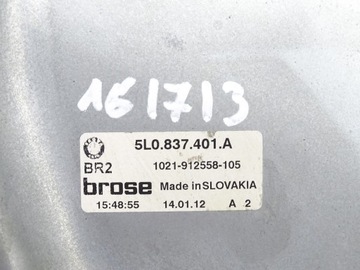 161713
5L0.837.401.A
BR2 1021-912558-105
brose Made in SLOVAKIA
15:48:55 14.01.12 A 2